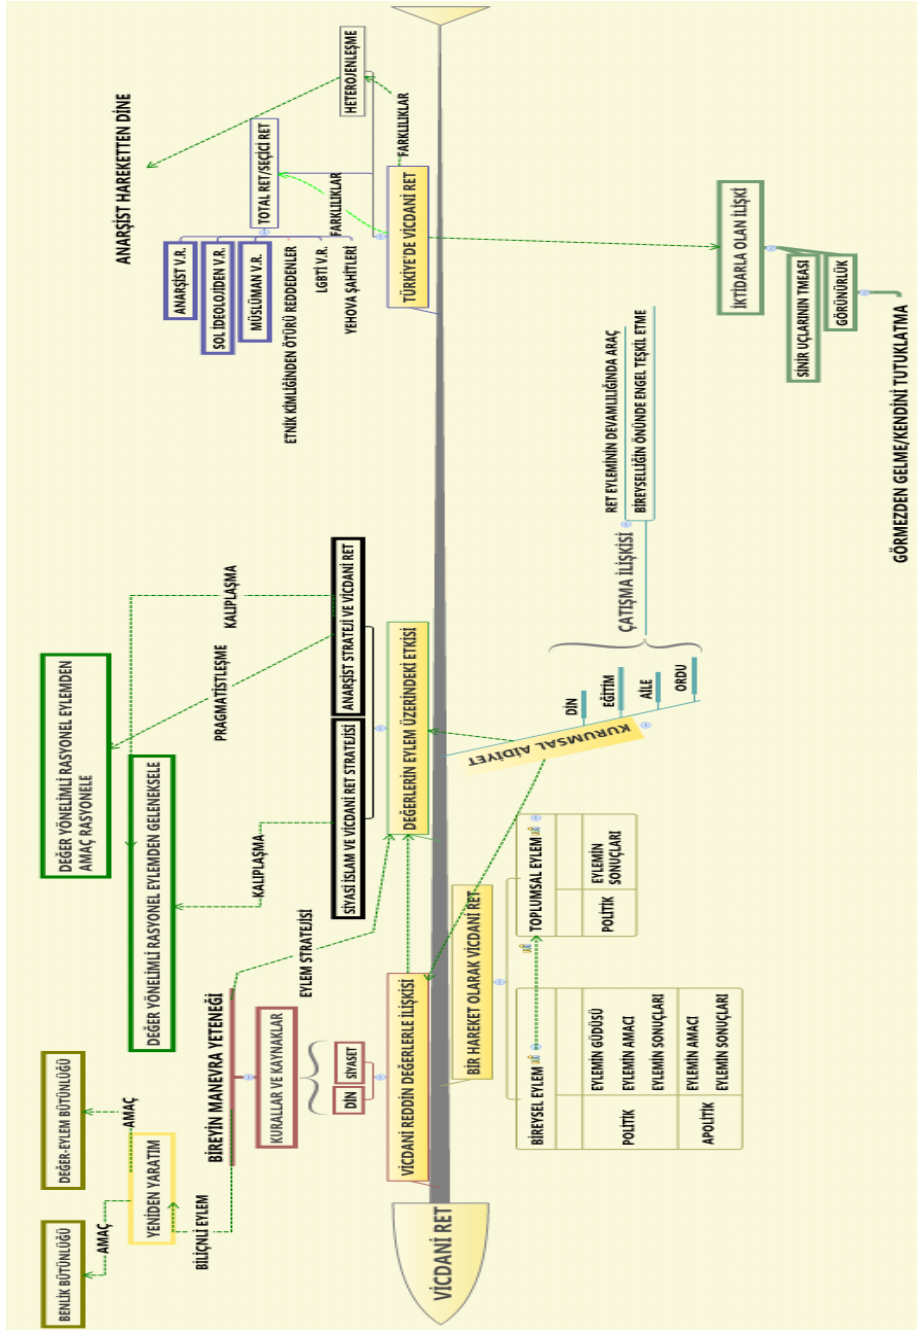 BENLİK BÜTÜNLÜĞÜ
DEĞER-EYLEM BÜTÜNLÜĞÜ
AMAÇ
AMAÇ
YENİDEN YARATIM
BİLİÇNLİ EYLEM
BİREYİN MANEVRA YETENEĞİ
KURALLAR VE KAYNAKLAR
DİN
SİYASET
EYLEM STRATEJİSİ
VİCDANİ REDDİN DEĞERLERLE İLİŞKİSİ
DEĞER YÖNELİMLİ RASYONEL EYLEMDEN
AMAÇ RASYONELE
DEĞER YÖNELİMLİ RASYONEL EYLEMDEN GELENEKSELE
KALIPLAŞMA
PRAGMATİSTLEŞME
KALIPLAŞMA
SİYASİ İSLAM VE VİCDANİ RET STRATEJİSİ
ANARŞİST STRATEJİ VE VİCDANİ RET
DEĞERLERİN EYLEM ÜZERİNDEKİ ETKİSİ
ANARŞİST HAREKETTEN DİNE
HETEROJENLEŞME
TOTAL RET/SEÇİCİ RET
ANARŞİST V.R.
SOL İDEOLOJİDEN V.R.
MÜSLÜMAN V.R.
ETNİK KİMLİĞİNDEN ÖTÜRÜ REDDEDENLER
LGBTİ V.R.
YEHOVA ŞAHİTLERİ
FARKLILIKLAR
FARKLILIKLAR
TÜRKİYE'DE VİCDANİ RET
VİCDANİ RET
BİR HAREKET OLARAK VİCDANİ RET
BİREYSEL EYLEM
POLİTİK
EYLEMİN GÜDÜSÜ
EYLEMİN AMACI
EYLEMİN SONUÇLARI
APOLİTİK
EYLEMİN AMACI
EYLEMİN SONUÇLARI
TOPLUMSAL EYLEM
POLİTİK
EYLEMİN
SONUÇLARI
KURUMSAL AİDİYET
DİN
EĞİTİM
AİLE
ORDU
ÇATIŞMA İLİŞKİSİ
RET EYLEMİNİN DEVAMLILIĞINDA ARAÇ
BİREYSELLİĞİN ÖNÜNDE ENGEL TEŞKİL ETME
İKTİDARLA OLAN İLİŞKİ
SİNİR UÇLARININ TMEASI
GÖRÜNÜRLÜK
GÖRMEZDEN GELME/KENDİNİ TUTUKLATMA